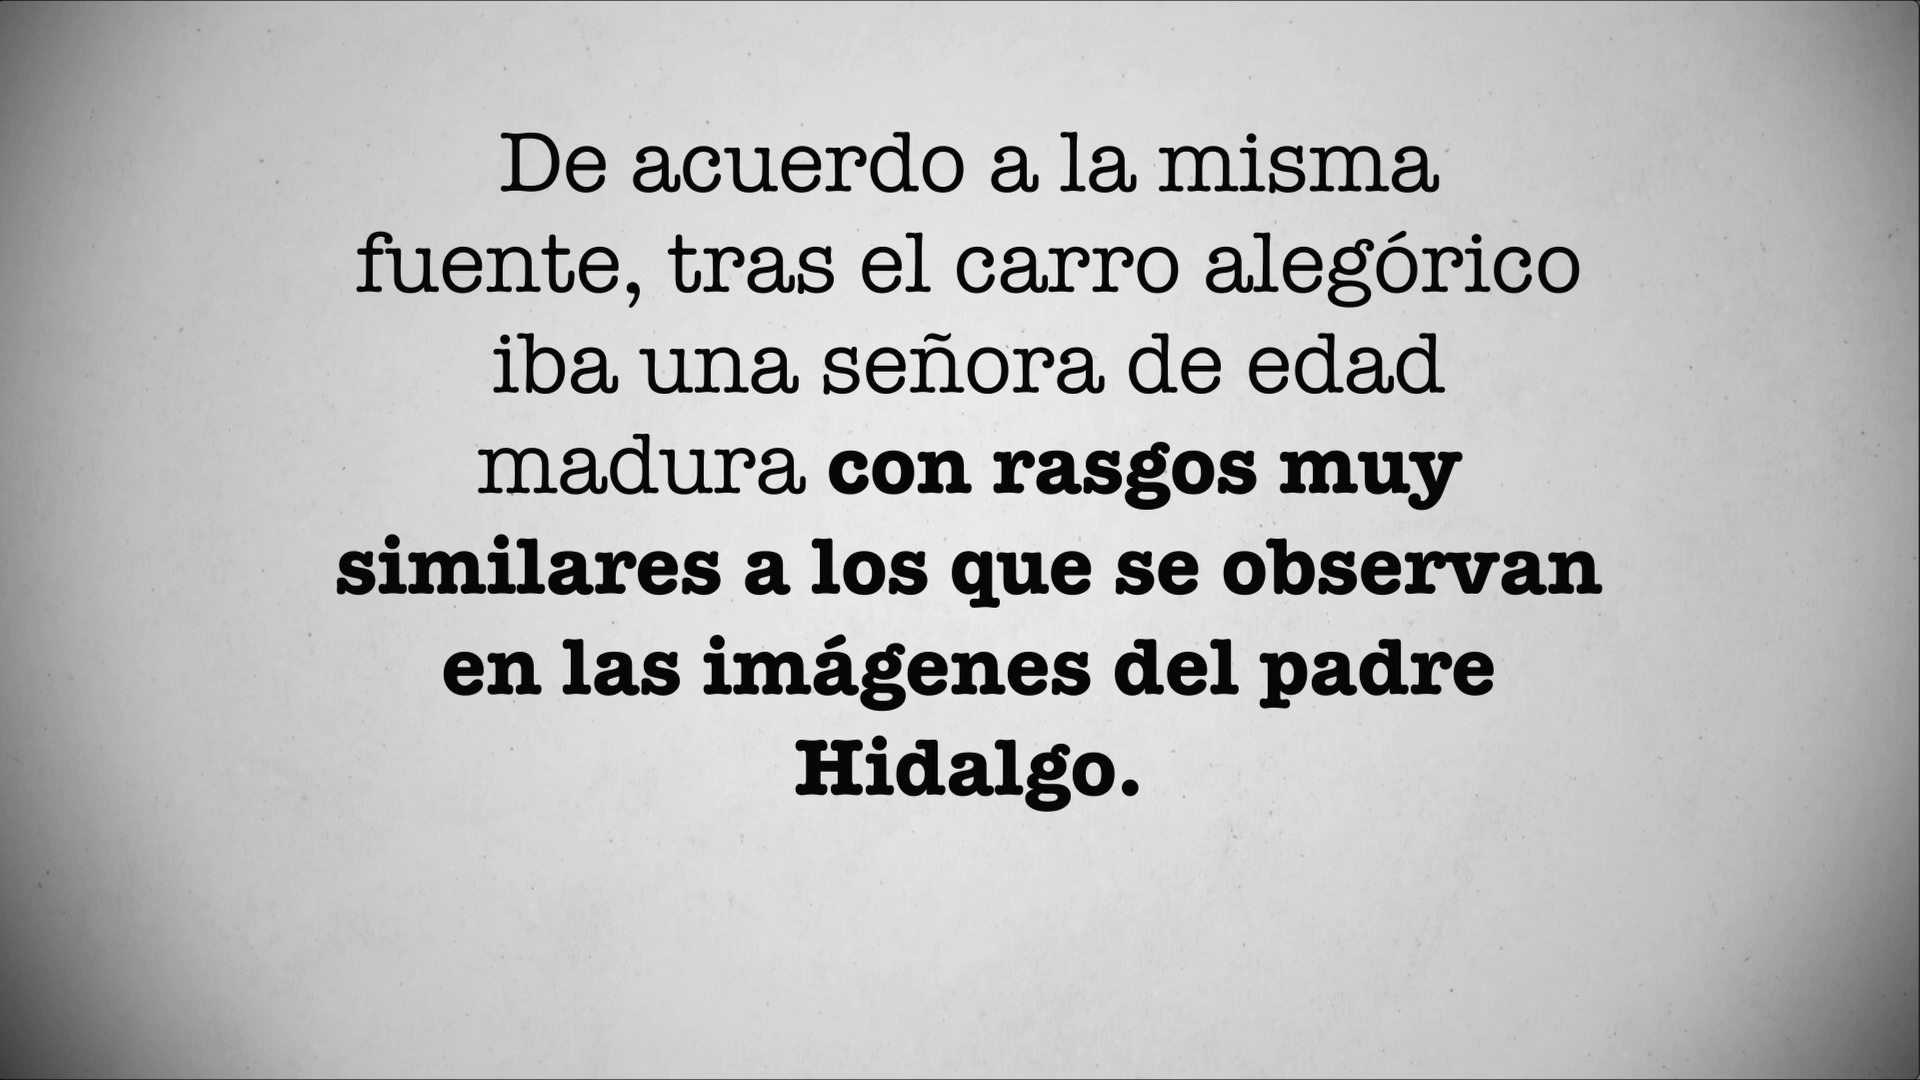 De acuerdo a la misma
fuente, tras el carro alegórico
iba una señora de edad
madura con rasgos muy
similares a los que se observan
en las imágenes del padre
Hidalgo.